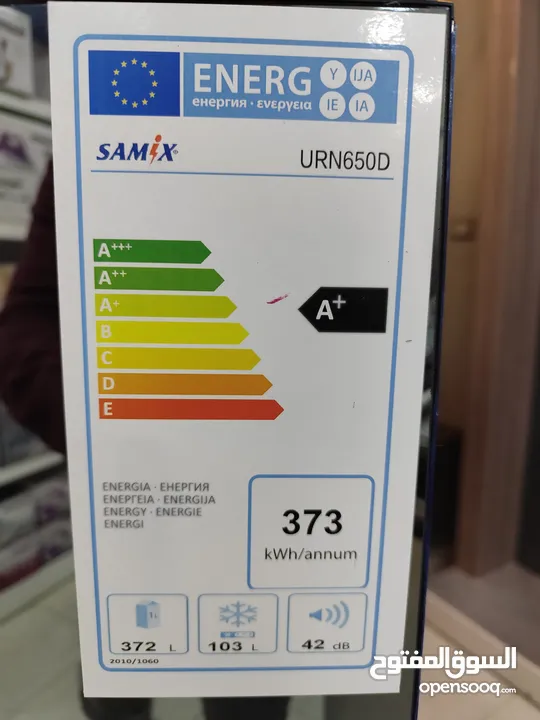 ENERG Y IJA
енергия · ενεργεια IE IA
SAMiX
URN650D
A+++
A++
A+
B
C
D
E
A+
ENERGIA · ЕНЕРГИЯ
ΕΝΕΡΓΕΙΑ · ENERGIJA
ENERGY · ENERGIE
ENERGI
373
kWh/annum
372 L
103 L
42 dB
2010/1060
السوق المفتوح
opensooq.com